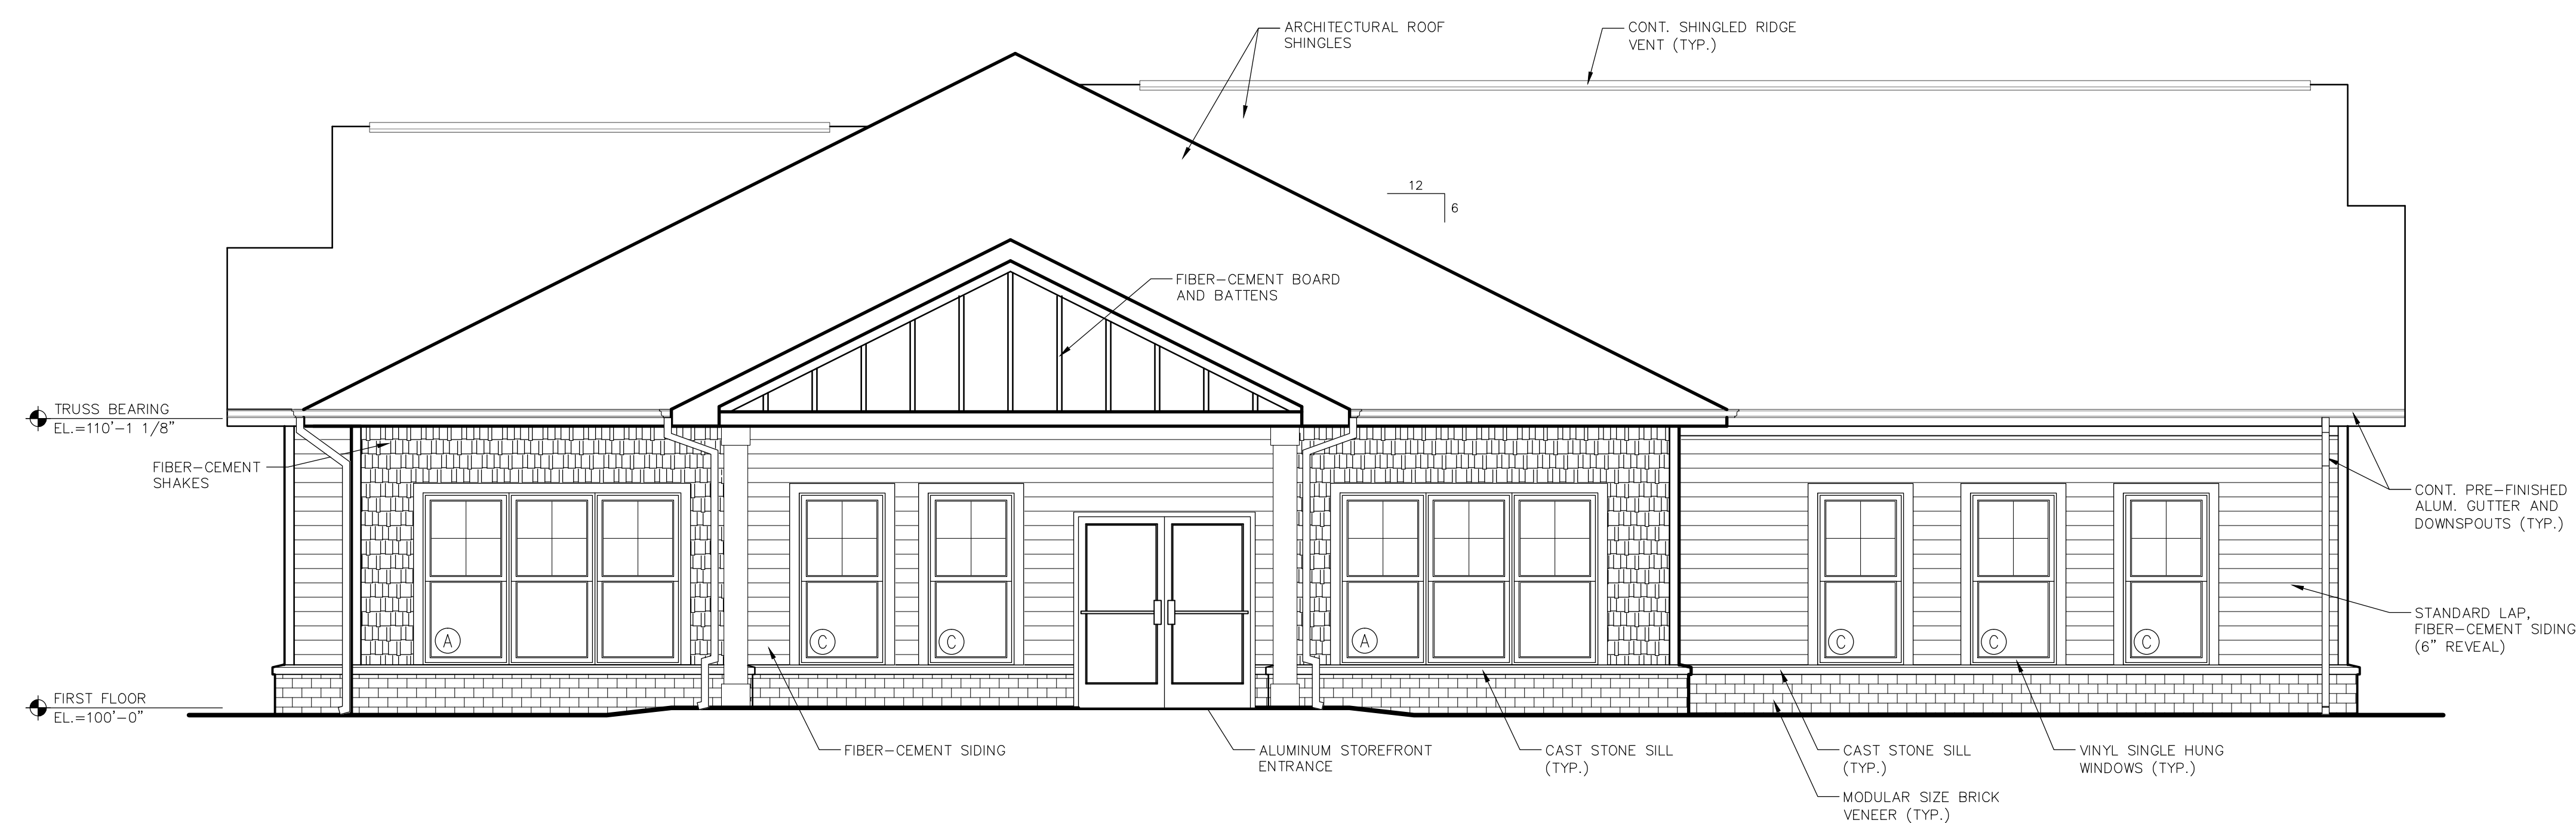 ARCHITECTURAL ROOF
SHINGLES
CONT. SHINGLED RIDGE
VENT (TYP.)
12
6
FIBER-CEMENT BOARD
AND BATTENS
TRUSS BEARING
EL.=110'-1 1/8"
FIBER-CEMENT
SHAKES
CONT. PRE-FINISHED
ALUM. GUTTER AND
DOWNSPOUTS (TYP.)
STANDARD LAP,
FIBER-CEMENT SIDING
(6" REVEAL)
A
C
C
A
C
C
C
FIRST FLOOR
EL.=100'-0"
FIBER-CEMENT SIDING
ALUMINUM STOREFRONT
ENTRANCE
CAST STONE SILL
(TYP.)
CAST STONE SILL
(TYP.)
VINYL SINGLE HUNG
WINDOWS (TYP.)
MODULAR SIZE BRICK
VENEER (TYP.)